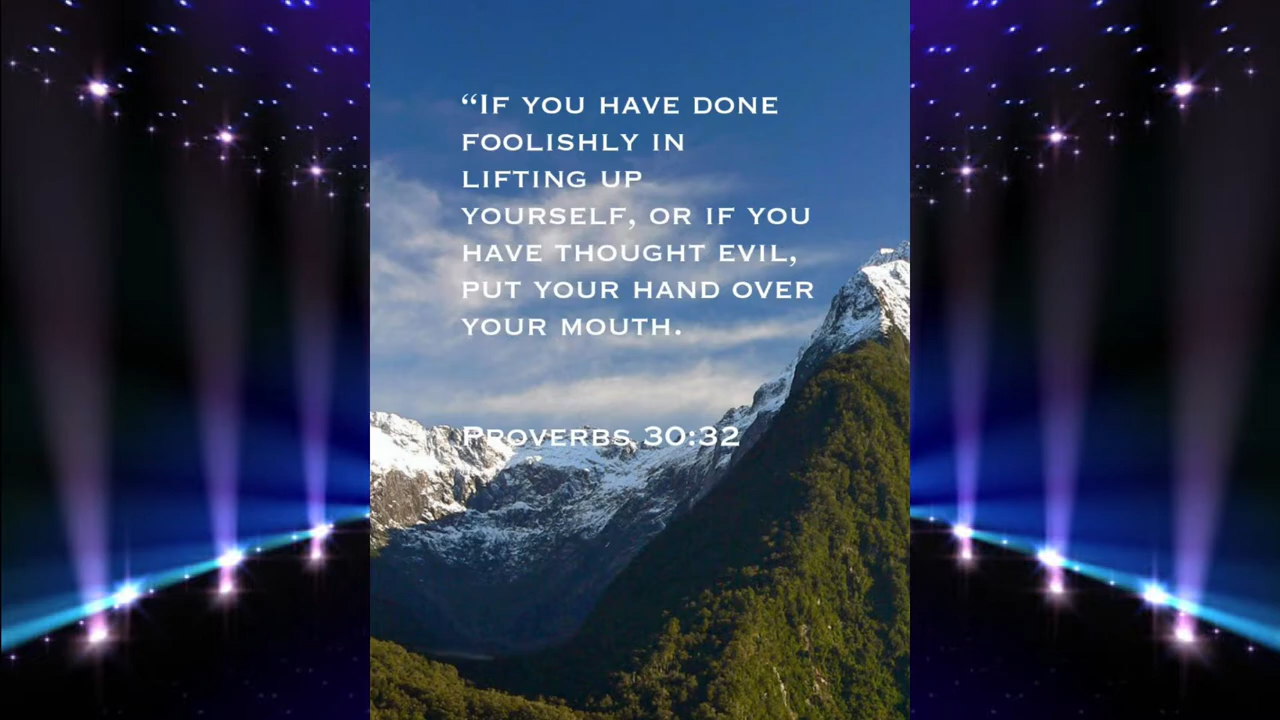 “If you have done
foolishly in
lifting up
yourself, or if you
have thought evil,
put your hand over
your mouth.
Proverbs 30:32